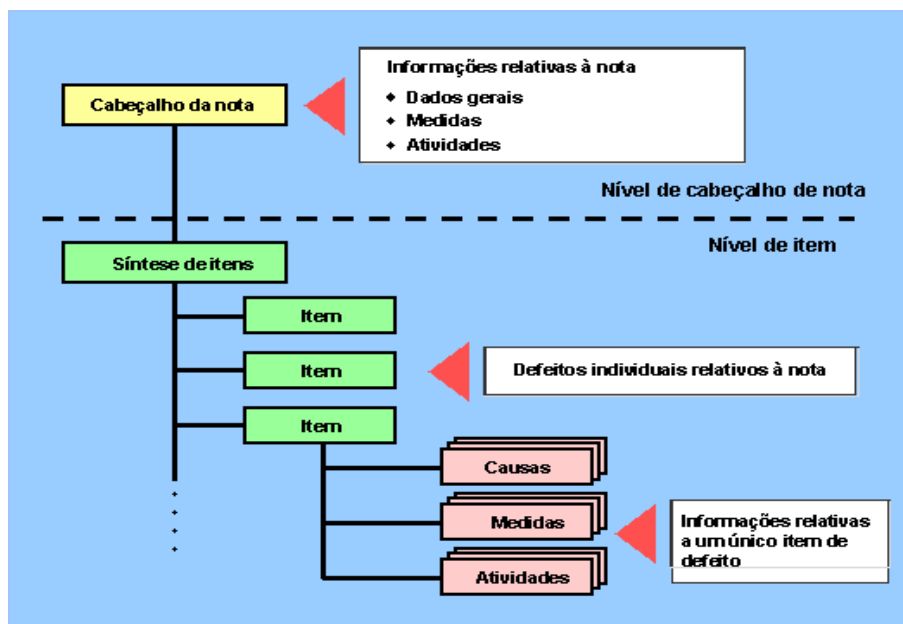 Informações relativas à nota
Cabeçalho da nota
◆ Dados gerais
◆ Medidas
◆ Atividades
Nível de cabeçalho de nota
Nível de item
Síntese de itens
Item
Item
Defeitos individuais relativos à nota
Item
Causas
Medidas
Informações relativas
a um único item de
defeito
Atividades